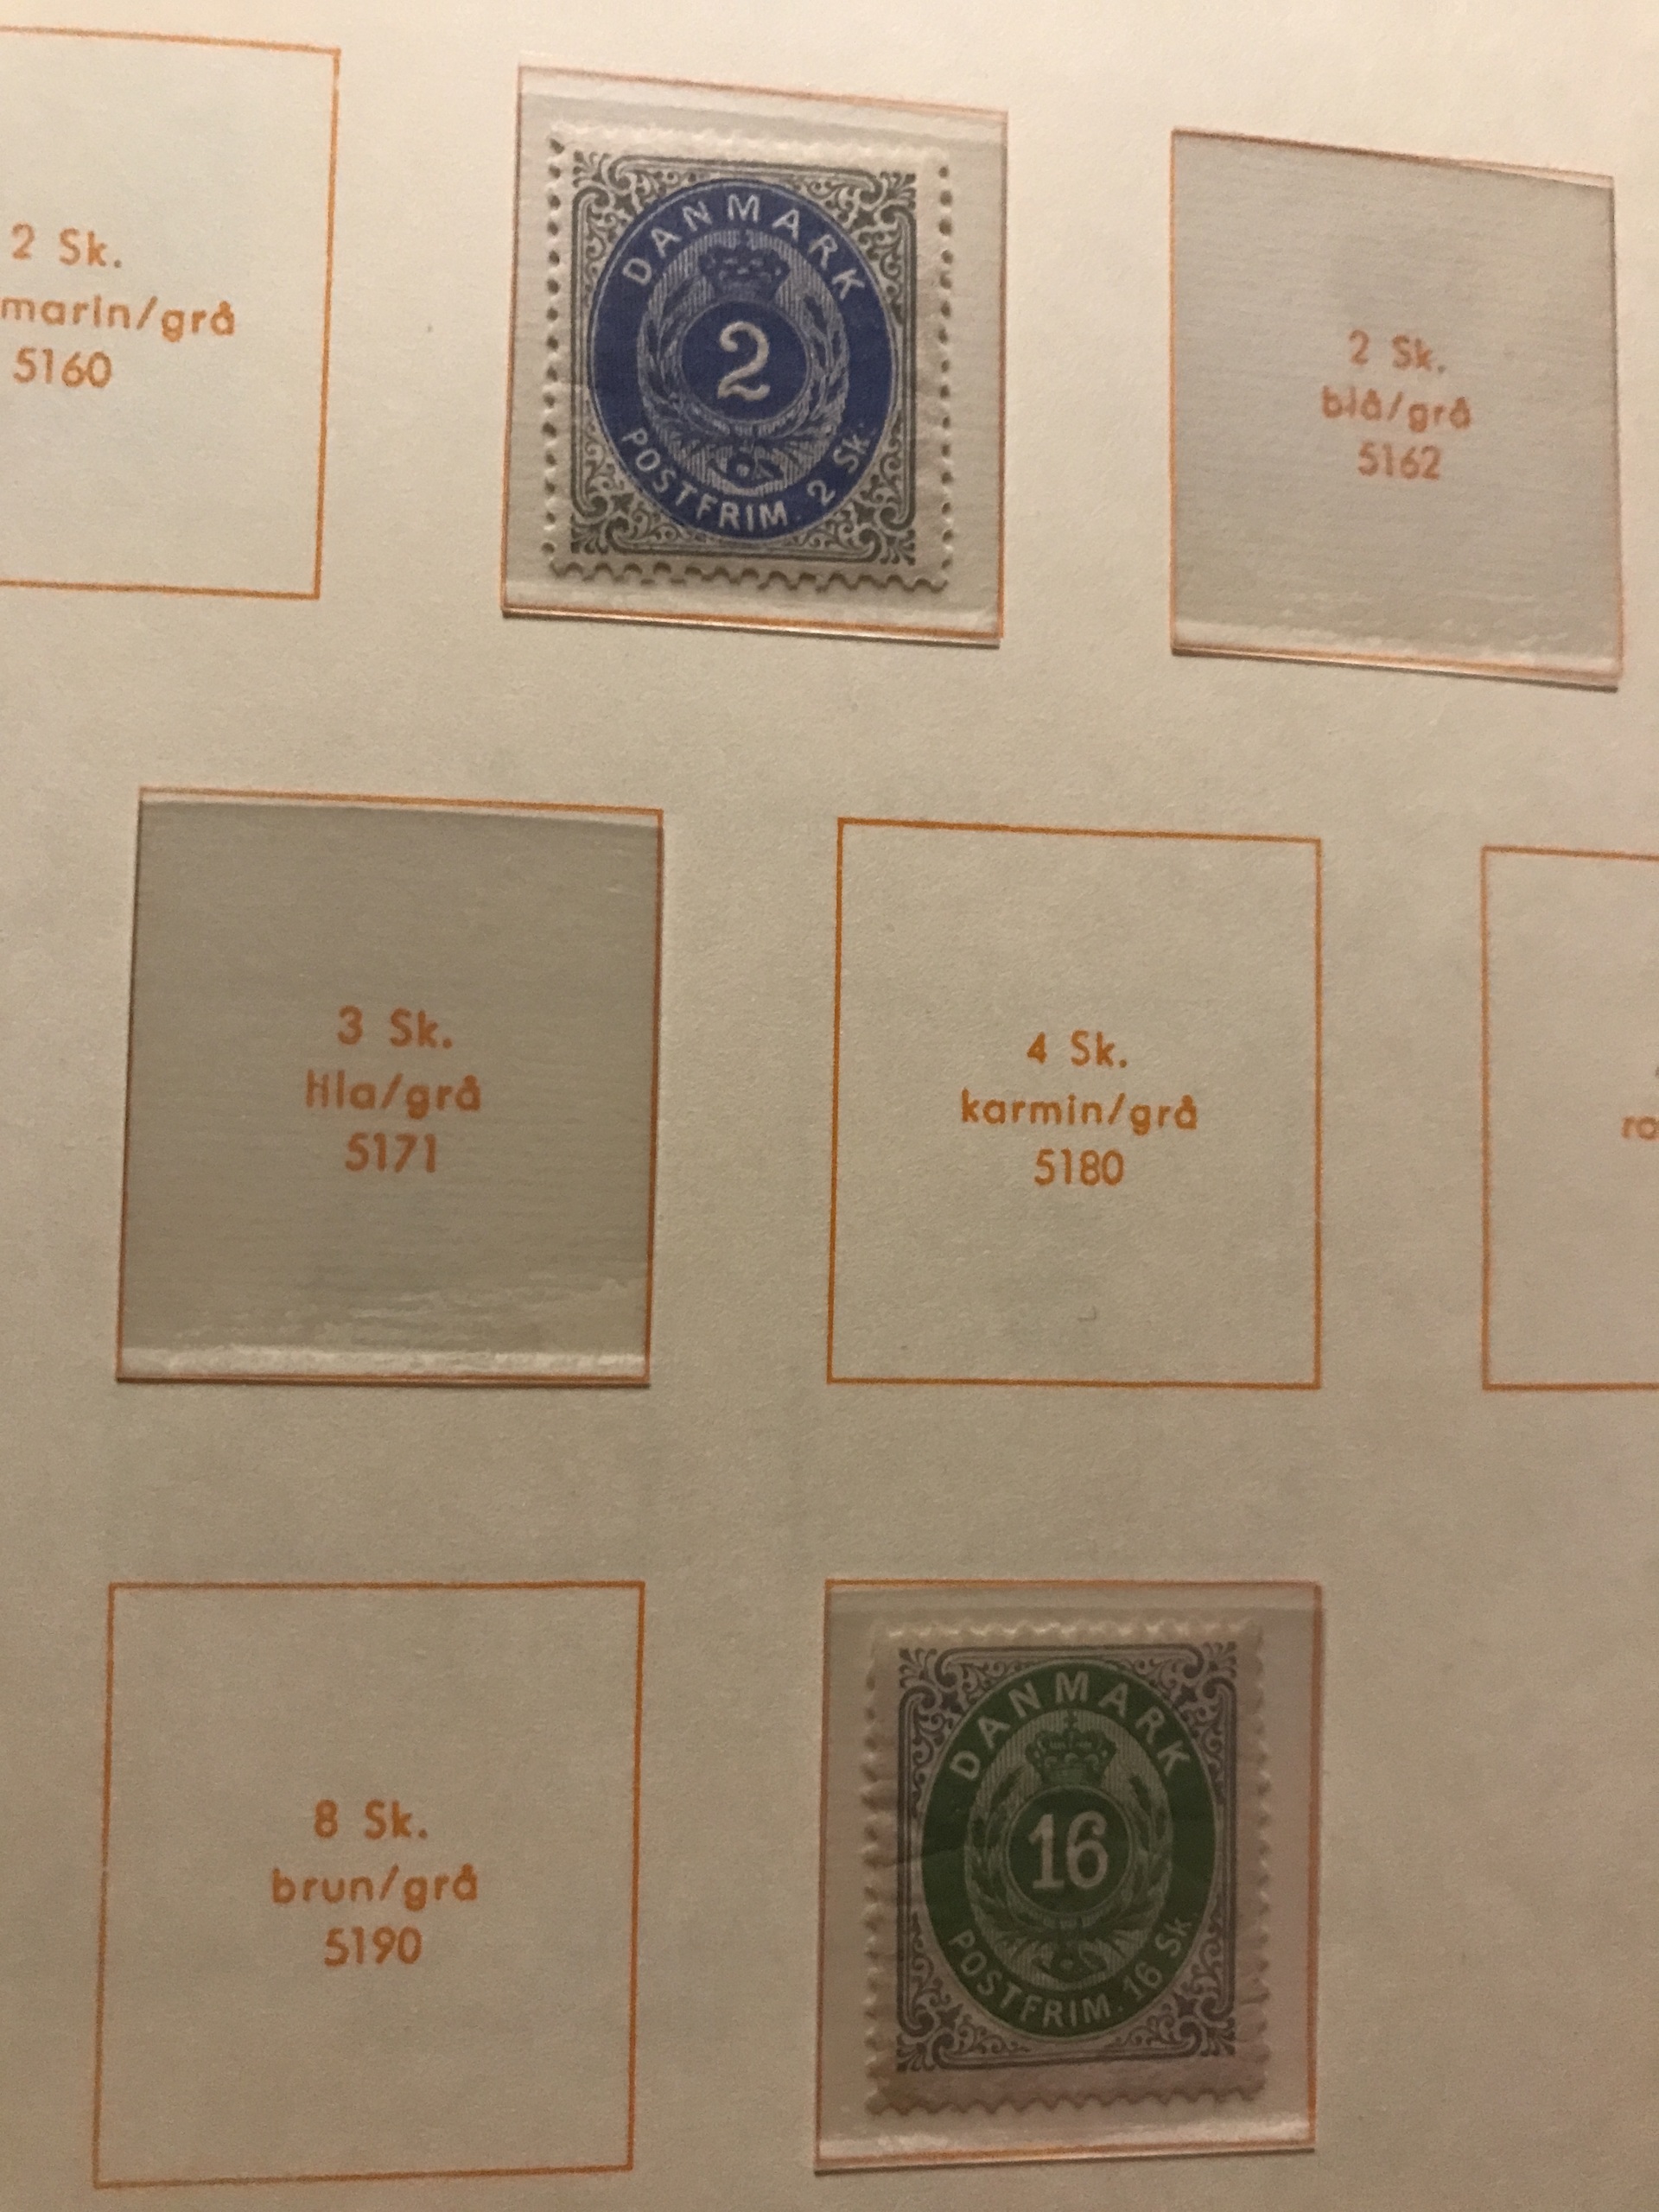 2 Sk.
marin/grå
5160
DANMARK
2
POSTFRIM. 2 Sk.
2 Sk.
blå/grå
5162
3 Sk.
lila/grå
5171
4 Sk.
karmin/grå
5180
8 Sk.
brun/grå
5190
DANMARK
16
POSTFRIM. 16 Sk.